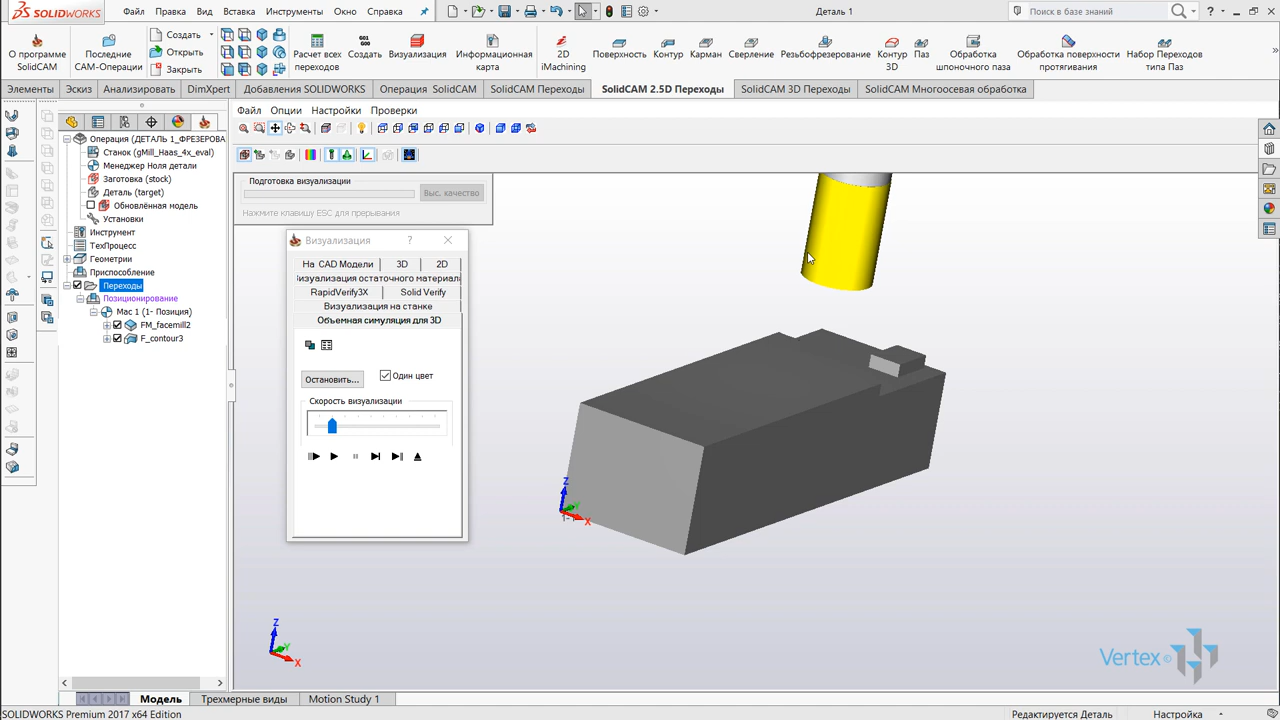 SOLIDWORKS Файл Правка Вид Вставка Инструменты Окно Справка Деталь 1 Поиск в базе знаний
О программе SolidCAM
Последние CAM-Операции
Создать
Открыть
Закрыть
Расчет всех переходов
G01 G00 Создать
Визуализация
Информационная карта
2D iMachining
Поверхность
Контур
Карман
Сверление
Резьбофрезерование
Контур 3D
Паз
Обработка шпоночного паза
Обработка поверхности протягивания
Набор Переходов типа Паз
Элементы Эскиз Анализировать DimXpert Добавления SOLIDWORKS Операция SolidCAM SolidCAM Переходы SolidCAM 2.5D Переходы SolidCAM 3D Переходы SolidCAM Многоосевая обработка
Файл Опции Настройки Проверки
Операция (ДЕТАЛЬ 1_ФРЕЗЕРОВА
Станок (gMill_Haas_4x_eval)
Менеджер Ноля детали
Заготовка (stock)
Деталь (target)
Обновлённая модель
Установки
Инструмент
ТехПроцесс
Геометрии
Приспособление
Переходы
Позиционирование
Mac 1 (1- Позиция)
FM_facemill2
F_contour3
Подготовка визуализации
Выс. качество
Нажмите клавишу ESC для прерывания
Визуализация
На CAD Модели 3D 2D
изуализация остаточного материала
RapidVerify3X Solid Verify
Визуализация на станке
Объемная симуляция для 3D
Остановить... Один цвет
Скорость визуализации
Z
Y
X
Z
Y
X
Vertex©
Модель Трехмерные виды Motion Study 1
SOLIDWORKS Premium 2017 x64 Edition Редактируется Деталь Настройка